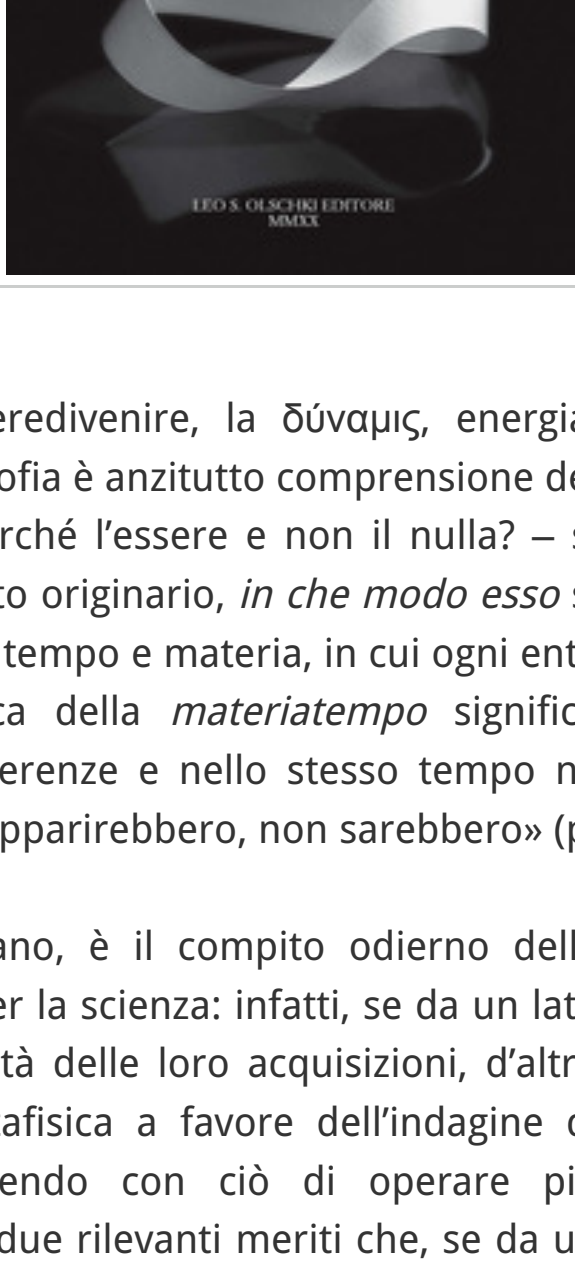 LEO S. OLSCHKI EDITORE
MMXX
eredivenire, la δύναμις, energia
ofia è anzitutto comprensione de
rché l’essere e non il nulla? – s
to originario, in che modo esso s
tempo e materia, in cui ogni ent
ca della materiatempo signific
erenze e nello stesso tempo n
pparirebbero, non sarebbero» (p
ano, è il compito odierno dell
er la scienza: infatti, se da un lat
tà delle loro acquisizioni, d’altr
tafisica a favore dell’indagine c
endo con ciò di operare pi
due rilevanti meriti che, se da u